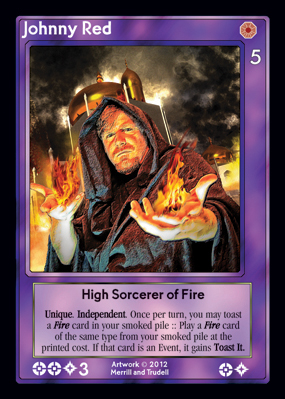 Johnny Red
5
High Sorcerer of Fire
Unique. Independent. Once per turn, you may toast
a Fire card in your smoked pile :: Play a Fire card
of the same type from your smoked pile at the
printed cost. If that card is an Event, it gains Toast It.
3
Artwork © 2012
Merrill and Trudell